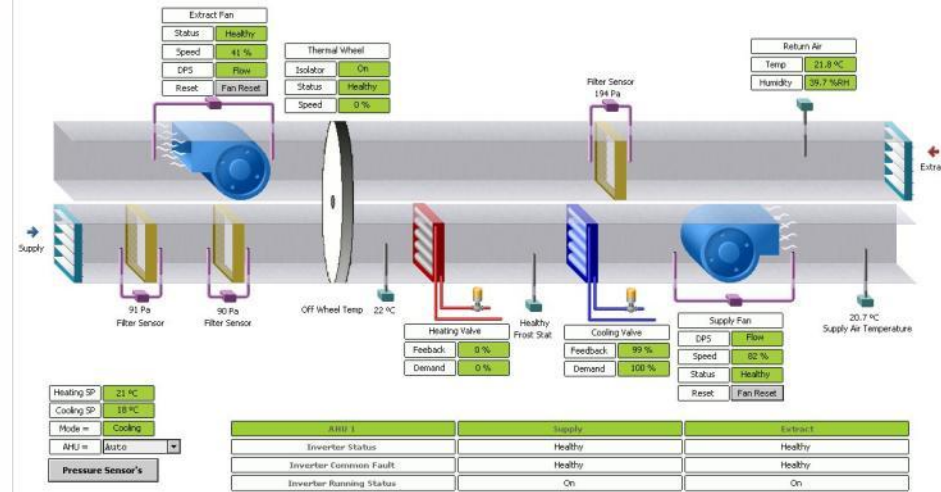 Extract Fan
Status Healthy
Speed 41 %
DPS Flow
Reset Fan Reset
Thermal Wheel
Isolator On
Status Healthy
Speed 0 %
Filter Sensor
194 Pa
Return Air
Temp 21.8 ºC
Humidity 39.7 %RH
Extra
Supply
91 Pa
Filter Sensor
90 Pa
Filter Sensor
Off Wheel Temp 22 ºC
Heating Valve
Feeback 0 %
Demand 0 %
Healthy
Frost Stat
Cooling Valve
Feedback 99 %
Demand 100 %
Supply Fan
DPS Flow
Speed 82 %
Status Healthy
Reset Fan Reset
20.7 ºC
Supply Air Temperature
Heating SP 21 ºC
Cooling SP 18 ºC
Mode = Cooling
AHU = Auto
Pressure Sensor's
AHU 1 Supply Extract
Inverter Status Healthy Healthy
Inverter Common Fault Healthy Healthy
Inverter Running Status On On